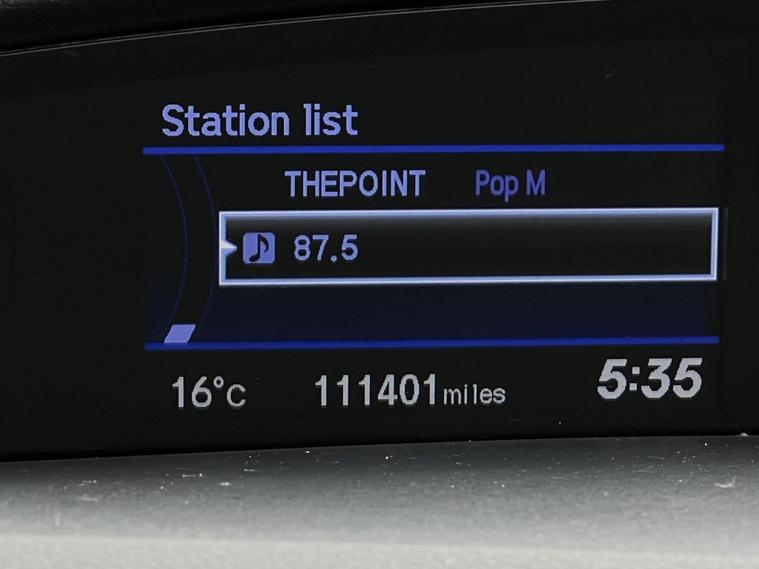 Station list
THEPOINT Pop M
87.5
16°C 111401 miles 5:35